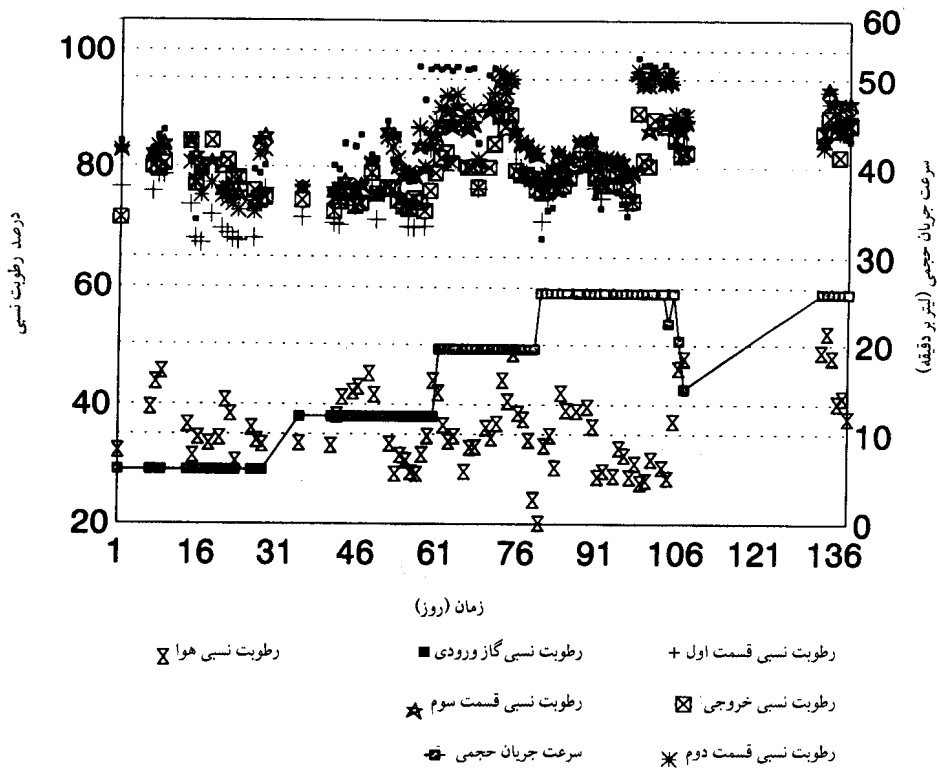 100
80
60
40
20
60
50
40
30
20
10
0
درصد رطوبت نسبی
سرعت جریان حجمی (لیتر بر دقیقه)
1 16 31 46 61 76 91 106 121 136
زمان (روز)
رطوبت نسبی قسمت اول رطوبت نسبی گاز ورودی رطوبت نسبی هوا
رطوبت نسبی خروجی رطوبت نسبی قسمت سوم
رطوبت نسبی قسمت دوم سرعت جریان حجمی